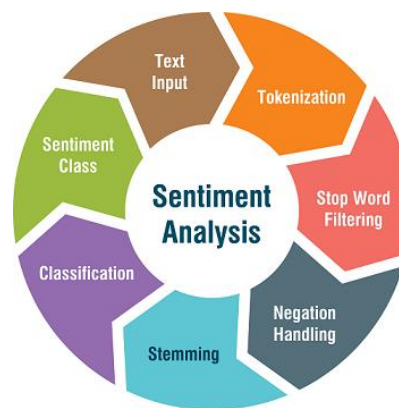 Text
Input
Tokenization
Stop Word
Filtering
Negation
Handling
Stemming
Classification
Sentiment
Class
Sentiment
Analysis